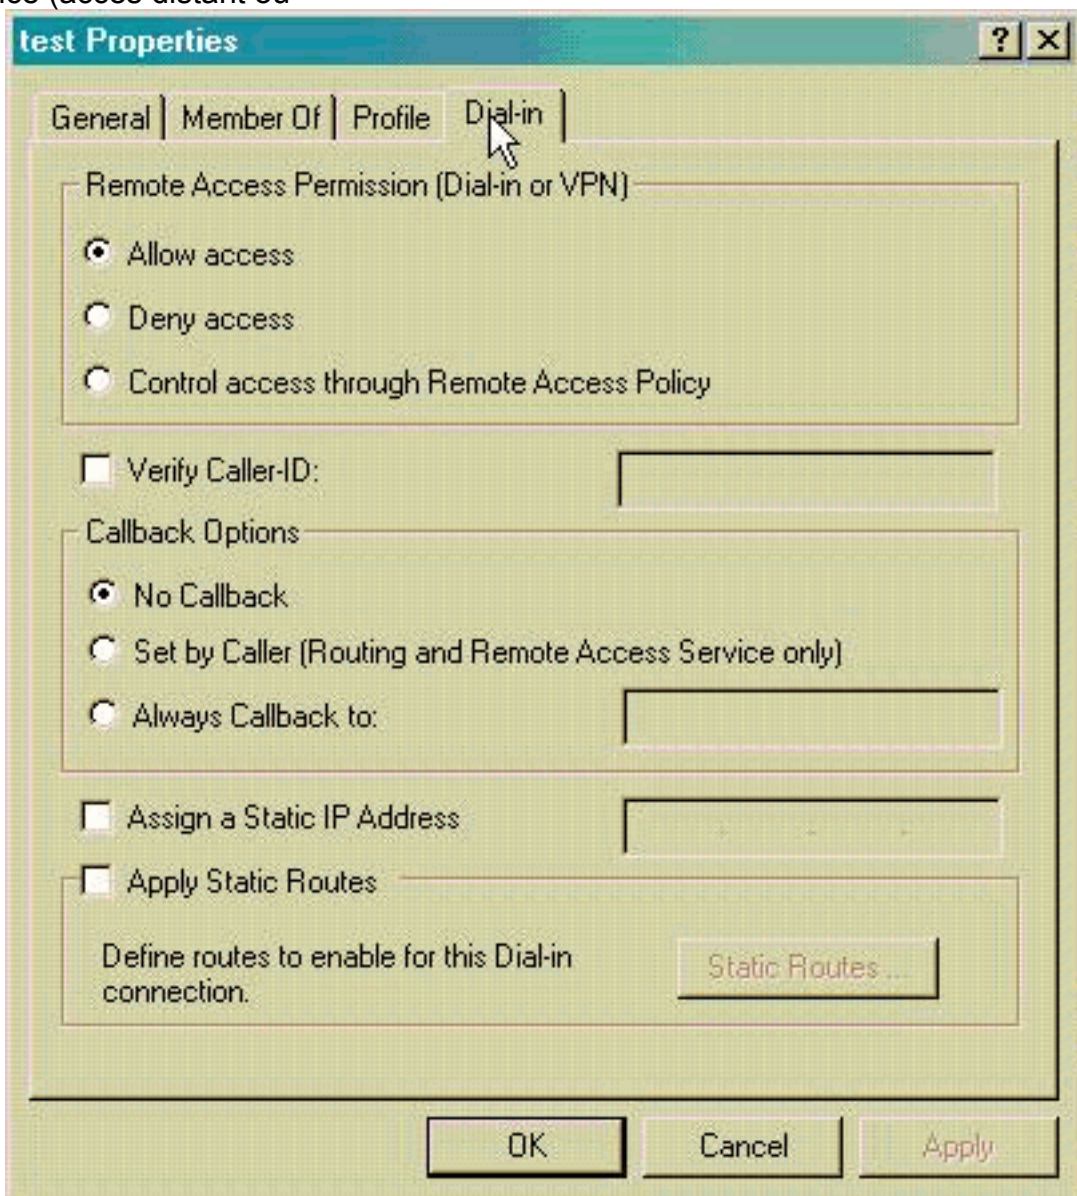 (accès distant ou
test Properties
General Member Of Profile Dial-in
Remote Access Permission (Dial-in or VPN)
Allow access
Deny access
Control access through Remote Access Policy
Verify Caller-ID:
Callback Options
No Callback
Set by Caller (Routing and Remote Access Service only)
Always Callback to:
Assign a Static IP Address
Apply Static Routes
Define routes to enable for this Dial-in
connection.
Static Routes ...
OK Cancel Apply